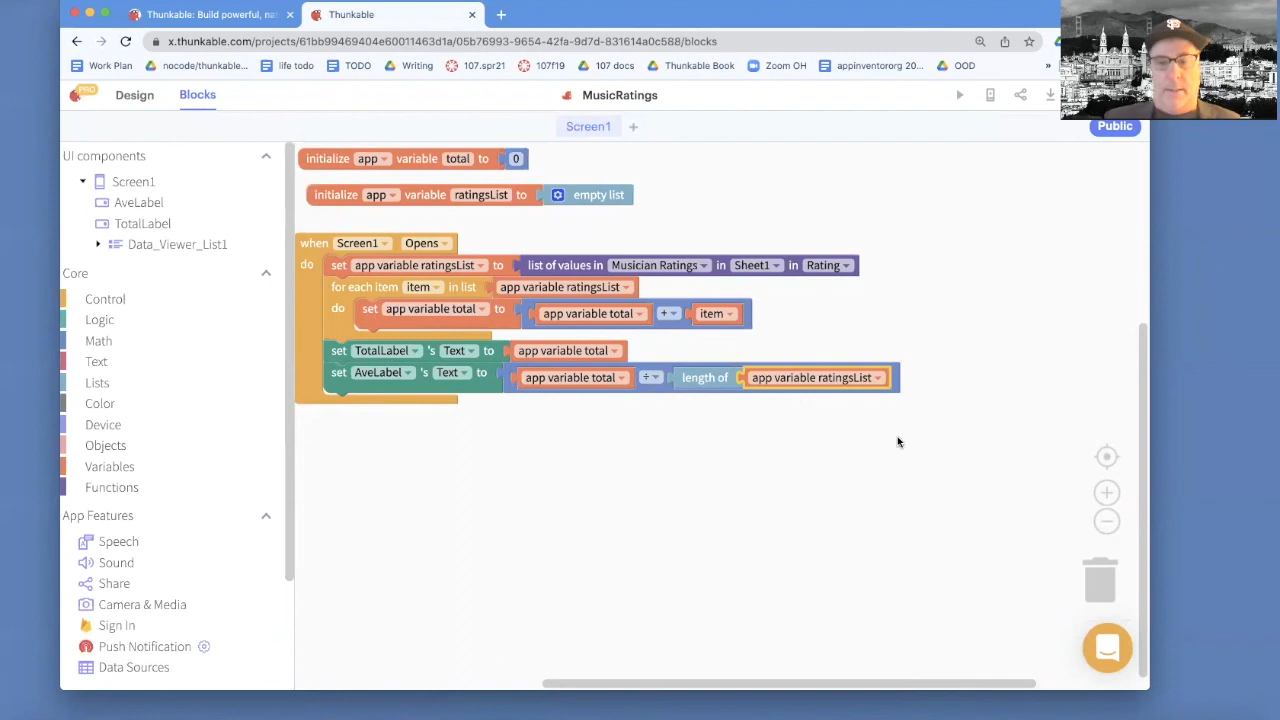 Thunkable: Build powerful, na
Thunkable
x.thunkable.com/projects/61bb99469404e60011463d1a/05b76993-9654-42fa-9d7d-831614a0c588/blocks
Work Plan
nocode/thunkable...
life todo
TODO
Writing
107.spr21
107f19
107 docs
Thunkable Book
Zoom OH
appinventororg 20...
OOD
»
PRO
Design
Blocks
MusicRatings
Screen1
Public
UI components
Screen1
AveLabel
TotalLabel
Data_Viewer_List1
Core
Control
Logic
Math
Text
Lists
Color
Device
Objects
Variables
Functions
App Features
Speech
Sound
Share
Camera & Media
Sign In
Push Notification
Data Sources
initialize app variable total to 0
initialize app variable ratingsList to empty list
when Screen1 Opens
do set app variable ratingsList to list of values in Musician Ratings in Sheet1 in Rating
for each item item in list app variable ratingsList
do set app variable total to app variable total + item
set TotalLabel 's Text to app variable total
set AveLabel 's Text to app variable total ÷ length of app variable ratingsList